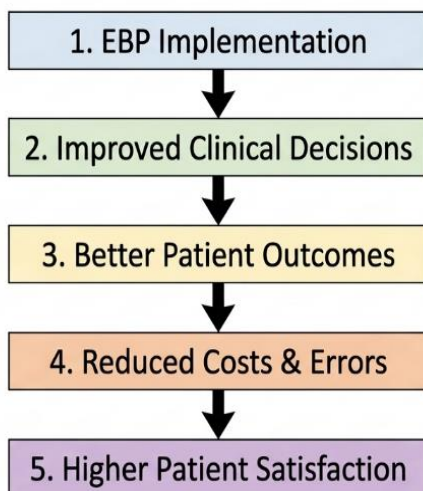 1. EBP Implementation
2. Improved Clinical Decisions
3. Better Patient Outcomes
4. Reduced Costs & Errors
5. Higher Patient Satisfaction